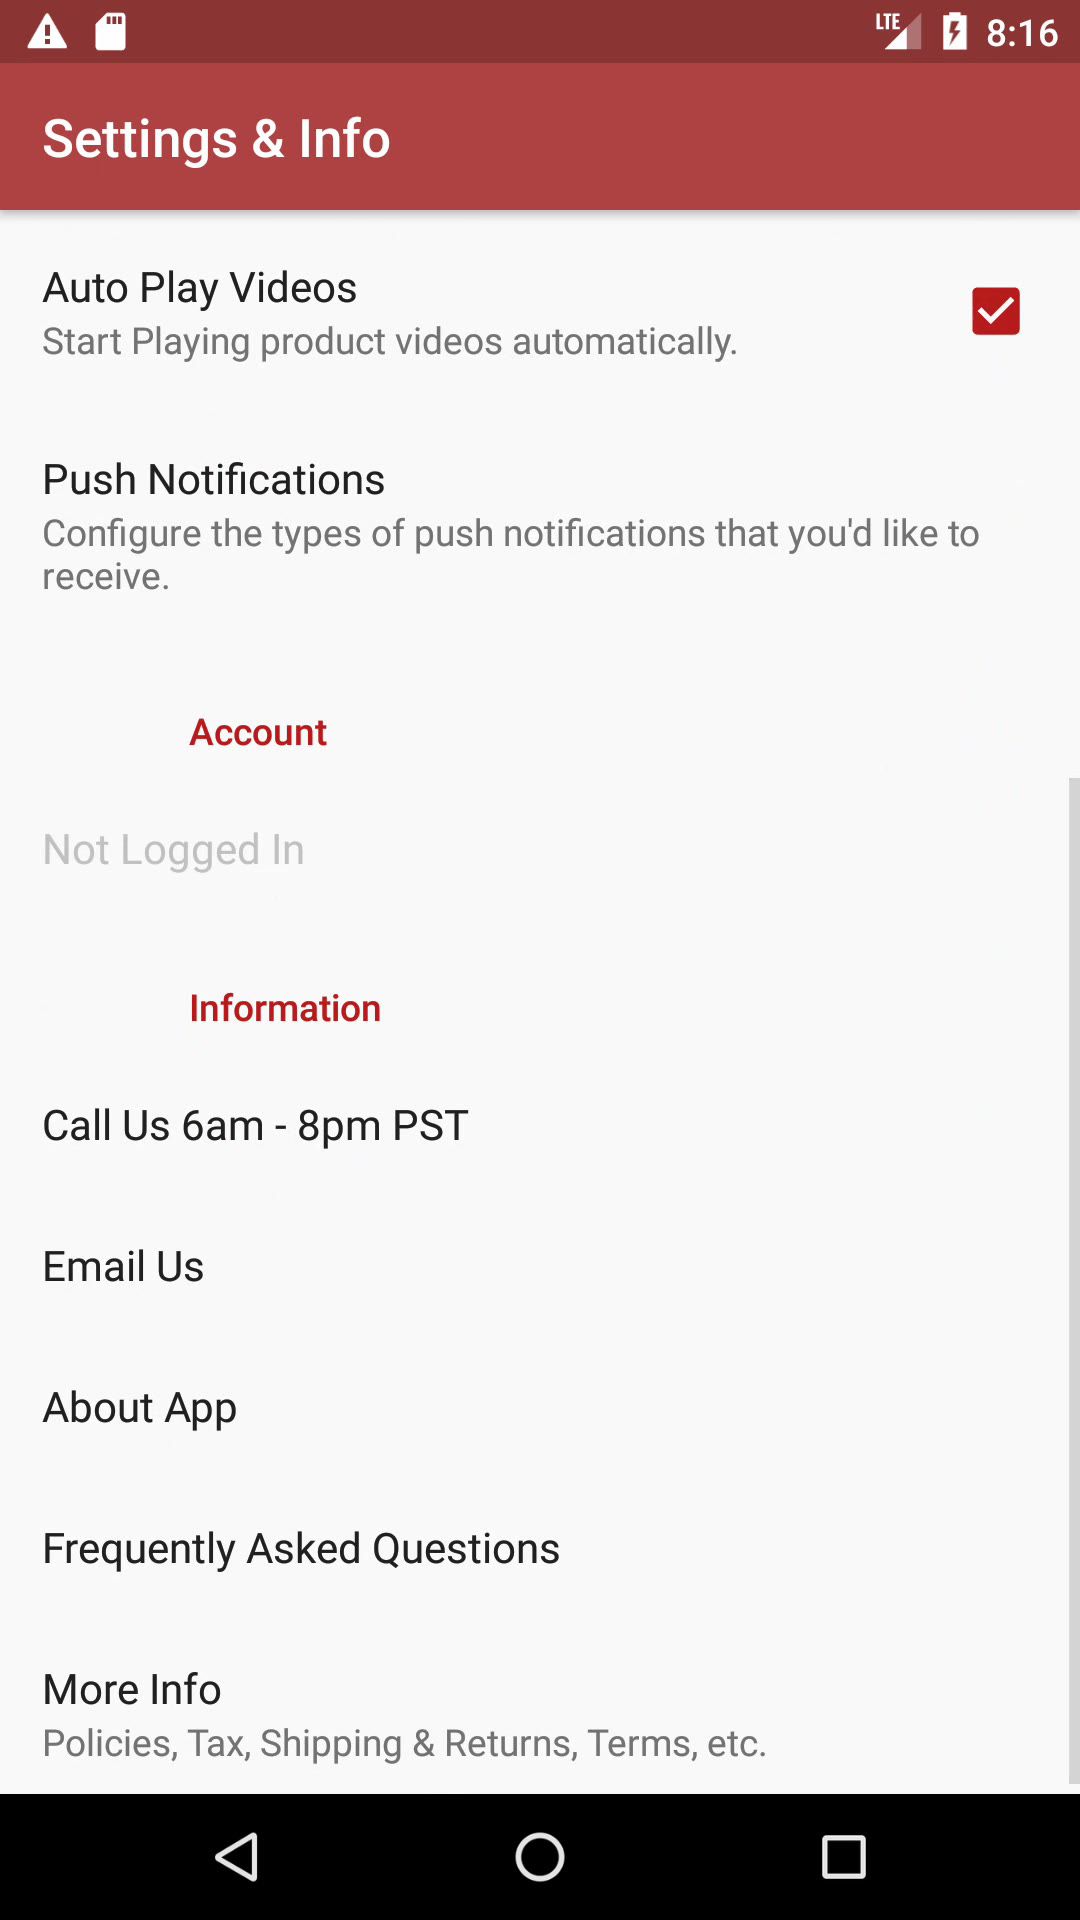 LTE 8:16
Settings & Info
Auto Play Videos
Start Playing product videos automatically.
Push Notifications
Configure the types of push notifications that you'd like to
receive.
Account
Not Logged In
Information
Call Us 6am - 8pm PST
Email Us
About App
Frequently Asked Questions
More Info
Policies, Tax, Shipping & Returns, Terms, etc.